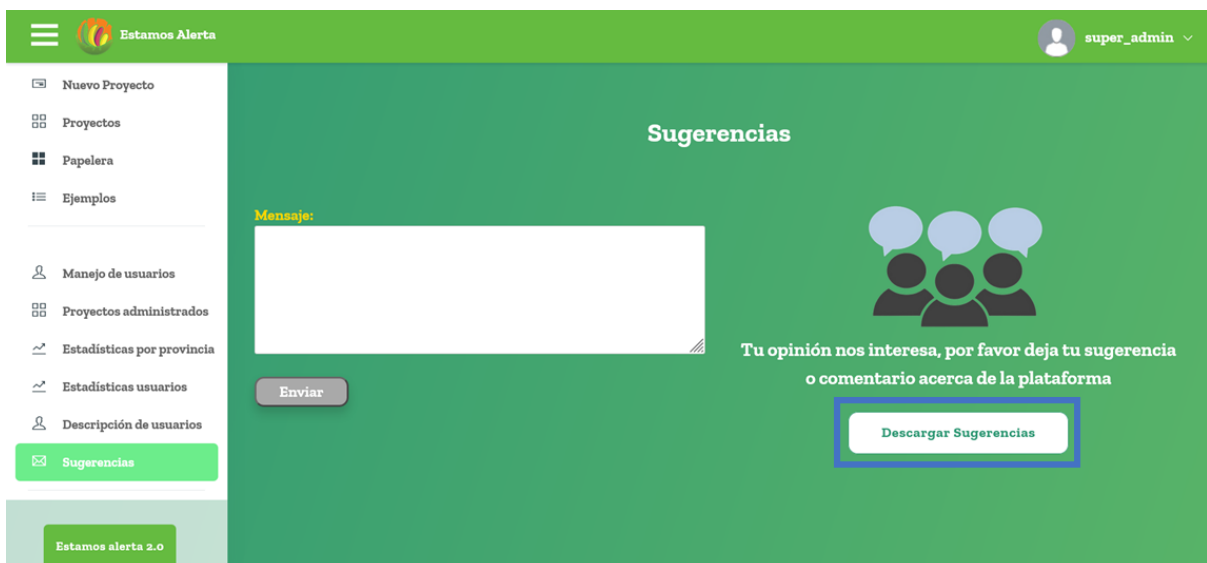 Estamos Alerta
super_admin
Nuevo Proyecto
Proyectos
Papelera
Ejemplos
Manejo de usuarios
Proyectos administrados
Estadísticas por provincia
Estadísticas usuarios
Descripción de usuarios
Sugerencias
Estamos alerta 2.0
Sugerencias
Mensaje:
Enviar
Tu opinión nos interesa, por favor deja tu sugerencia
o comentario acerca de la plataforma
Descargar Sugerencias